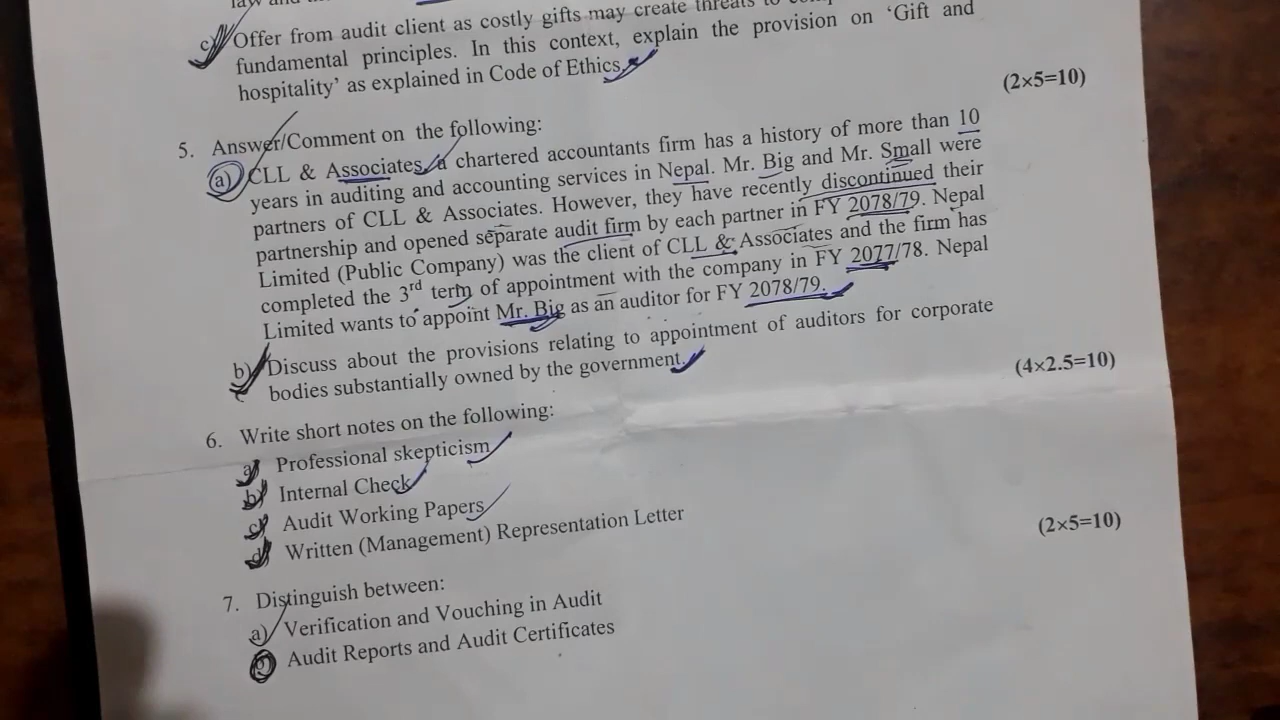 law and
c) Offer from audit client as costly gifts may create threats to
fundamental principles. In this context, explain the provision on ‘Gift and
hospitality’ as explained in Code of Ethics.
(2×5=10)
5. Answer/Comment on the following:
a) CLL & Associates, a chartered accountants firm has a history of more than 10
years in auditing and accounting services in Nepal. Mr. Big and Mr. Small were
partners of CLL & Associates. However, they have recently discontinued their
partnership and opened separate audit firm by each partner in FY 2078/79. Nepal
Limited (Public Company) was the client of CLL & Associates and the firm has
completed the 3rd term of appointment with the company in FY 2077/78. Nepal
Limited wants to appoint Mr. Big as an auditor for FY 2078/79.
b) Discuss about the provisions relating to appointment of auditors for corporate
bodies substantially owned by the government.
(4×2.5=10)
6. Write short notes on the following:
a) Professional skepticism
b) Internal Check
c) Audit Working Papers
d) Written (Management) Representation Letter
(2×5=10)
7. Distinguish between:
a) Verification and Vouching in Audit
Audit Reports and Audit Certificates